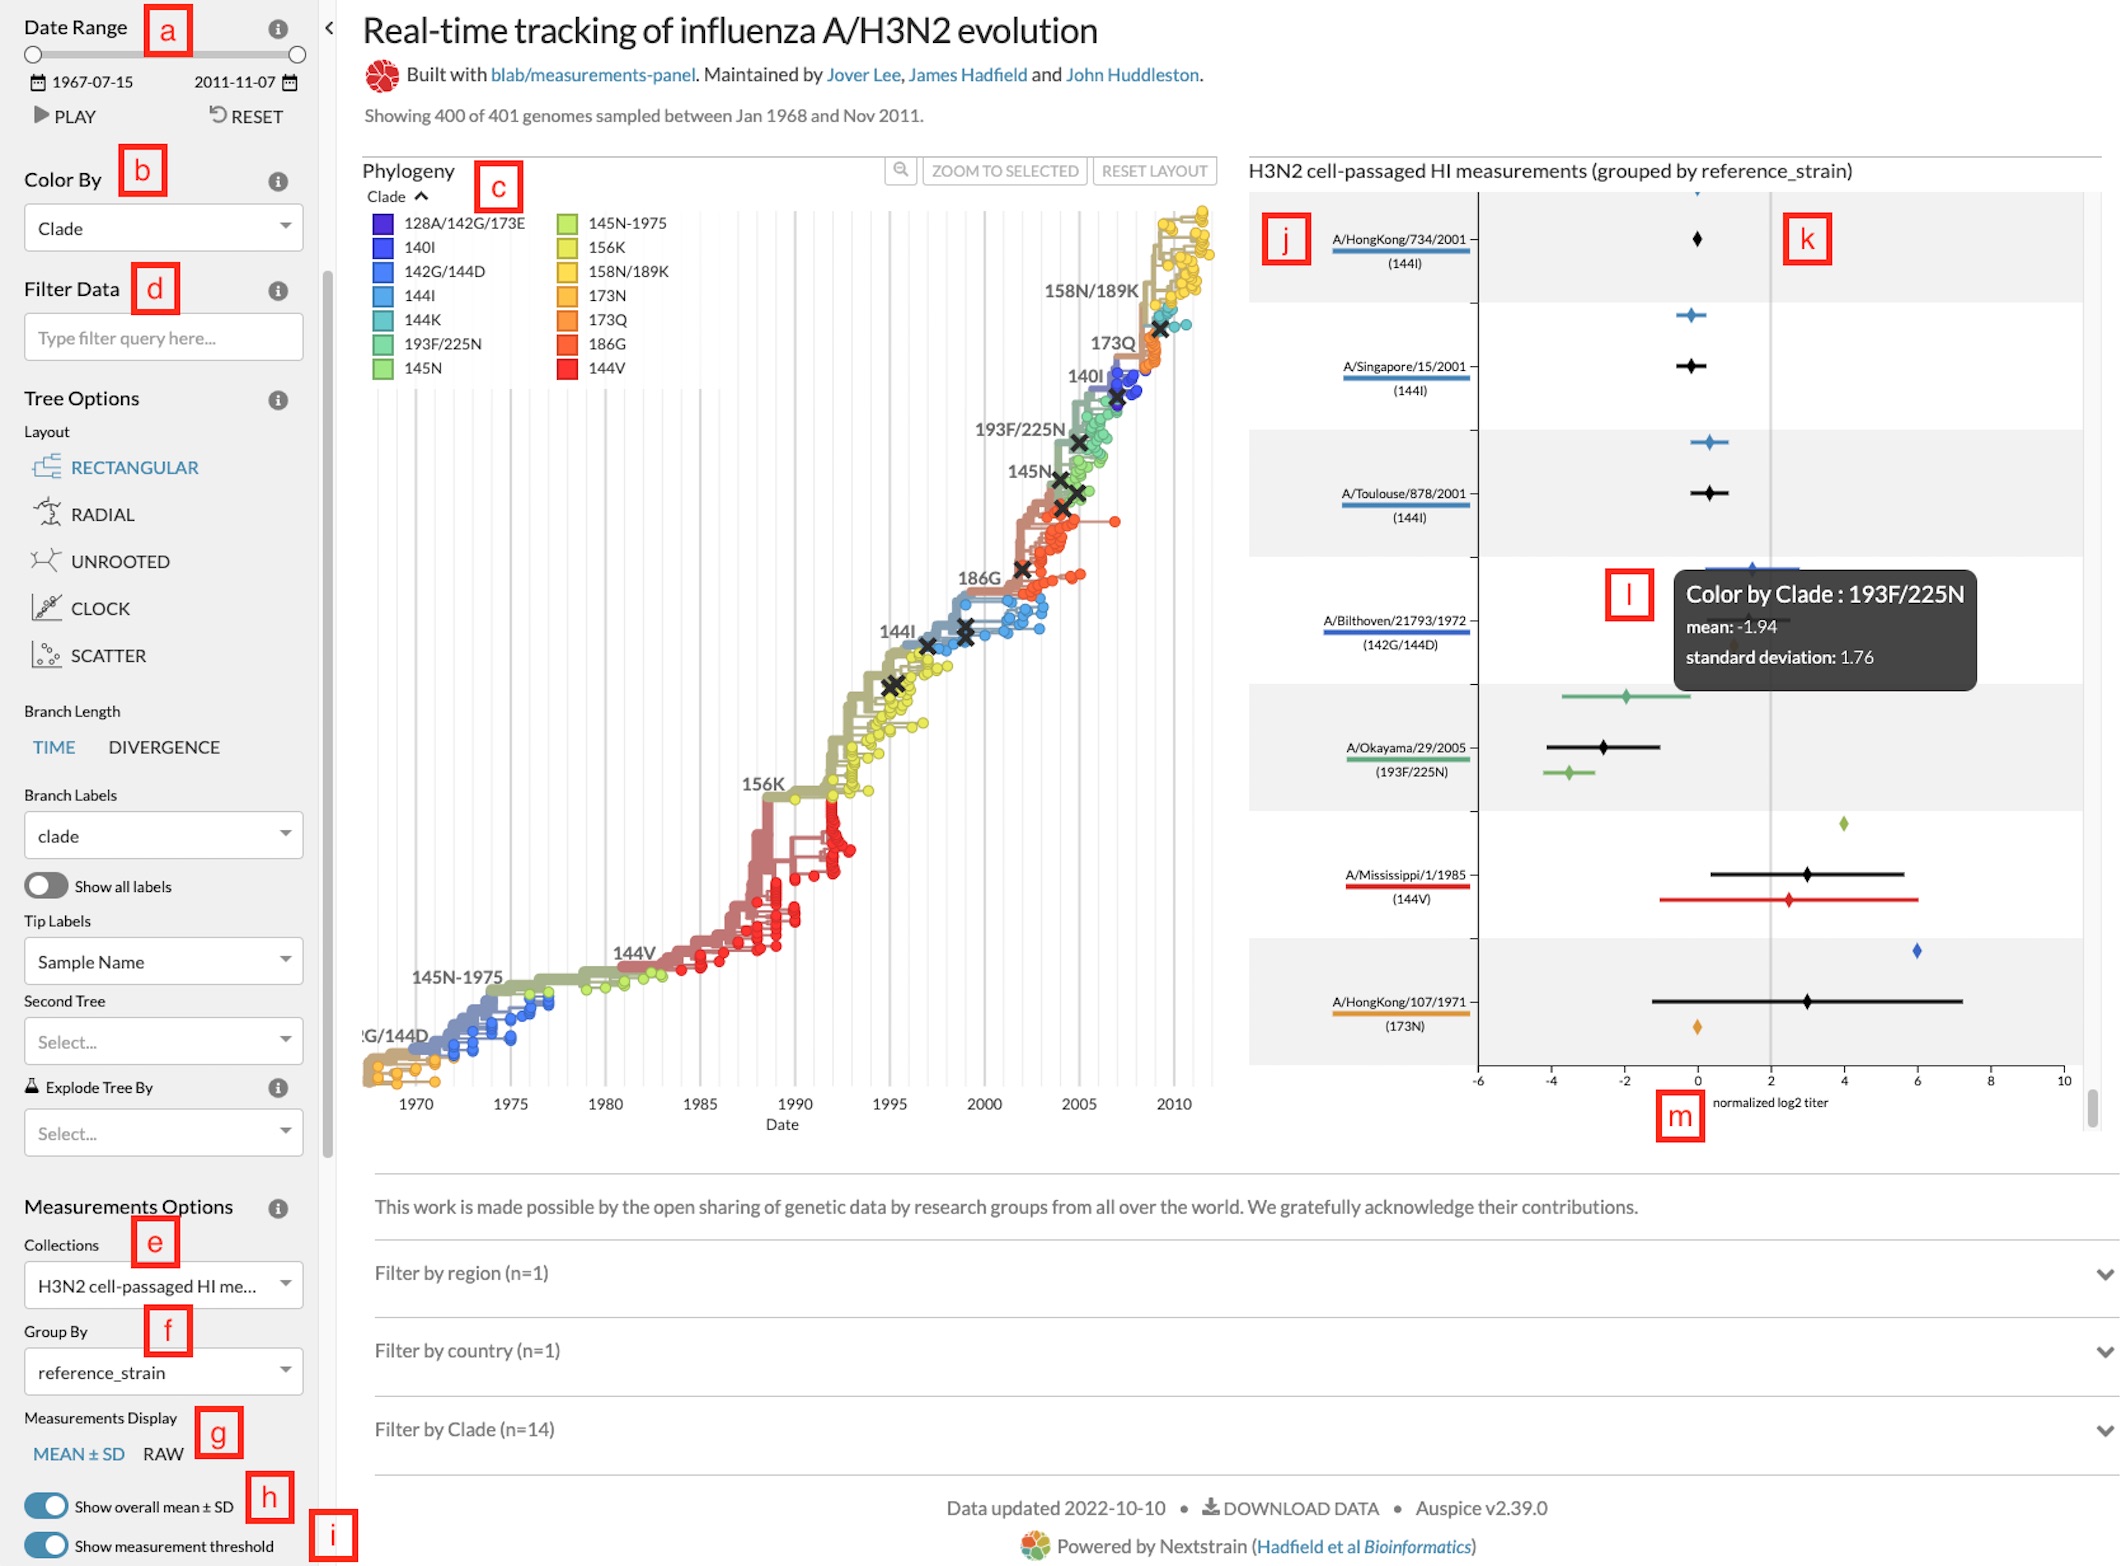 Date Range
a
1967-07-15
2011-11-07
PLAY
RESET
Color By
b
Clade
Filter Data
d
Type filter query here...
Tree Options
Layout
RECTANGULAR
RADIAL
UNROOTED
CLOCK
SCATTER
Branch Length
TIME DIVERGENCE
Branch Labels
clade
Show all labels
Tip Labels
Sample Name
Second Tree
Select...
Explode Tree By
Select...
Measurements Options
e
Collections
H3N2 cell-passaged HI me...
f
Group By
reference_strain
Measurements Display
g
MEAN ± SD RAW
h
Show overall mean ± SD
i
Show measurement threshold
Real-time tracking of influenza A/H3N2 evolution
Built with blab/measurements-panel. Maintained by Jover Lee, James Hadfield and John Huddleston.
Showing 400 of 401 genomes sampled between Jan 1968 and Nov 2011.
Phylogeny
c
ZOOM TO SELECTED
RESET LAYOUT
Clade
128A/142G/173E
140I
142G/144D
144I
144K
193F/225N
145N
145N-1975
156K
158N/189K
173N
173Q
186G
144V
158N/189K
173Q
140I
193F/225N
145N
186G
144I
156K
144V
145N-1975
2G/144D
1970 1975 1980 1985 1990 1995 2000 2005 2010
Date
H3N2 cell-passaged HI measurements (grouped by reference_strain)
j
k
A/HongKong/734/2001
(144I)
A/Singapore/15/2001
(144I)
A/Toulouse/878/2001
(144I)
l
Color by Clade : 193F/225N
mean: -1.94
standard deviation: 1.76
A/Bilthoven/21793/1972
(142G/144D)
A/Okayama/29/2005
(193F/225N)
A/Mississippi/1/1985
(144V)
A/HongKong/107/1971
(173N)
-6 -4 -2 0 2 4 6 8 10
m
normalized log2 titer
This work is made possible by the open sharing of genetic data by research groups from all over the world. We gratefully acknowledge their contributions.
Filter by region (n=1)
Filter by country (n=1)
Filter by Clade (n=14)
Data updated 2022-10-10 • DOWNLOAD DATA • Auspice v2.39.0
Powered by Nextstrain (Hadfield et al Bioinformatics)